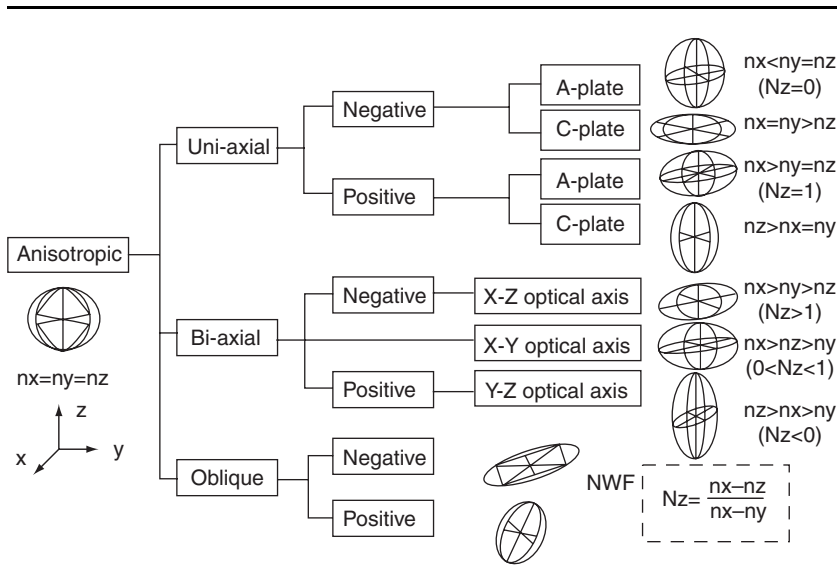 Anisotropic
nx=ny=nz
z
y
x
Uni-axial
Negative
A-plate
nx<ny=nz
(Nz=0)
C-plate
nx=ny>nz
Positive
A-plate
nx>ny=nz
(Nz=1)
C-plate
nz>nx=ny
Bi-axial
Negative
X-Z optical axis
nx>ny>nz
(Nz>1)
X-Y optical axis
nx>nz>ny
(0<Nz<1)
Positive
Y-Z optical axis
nz>nx>ny
(Nz<0)
Oblique
Negative
Positive
NWF
Nz= nx–nz
nx–ny